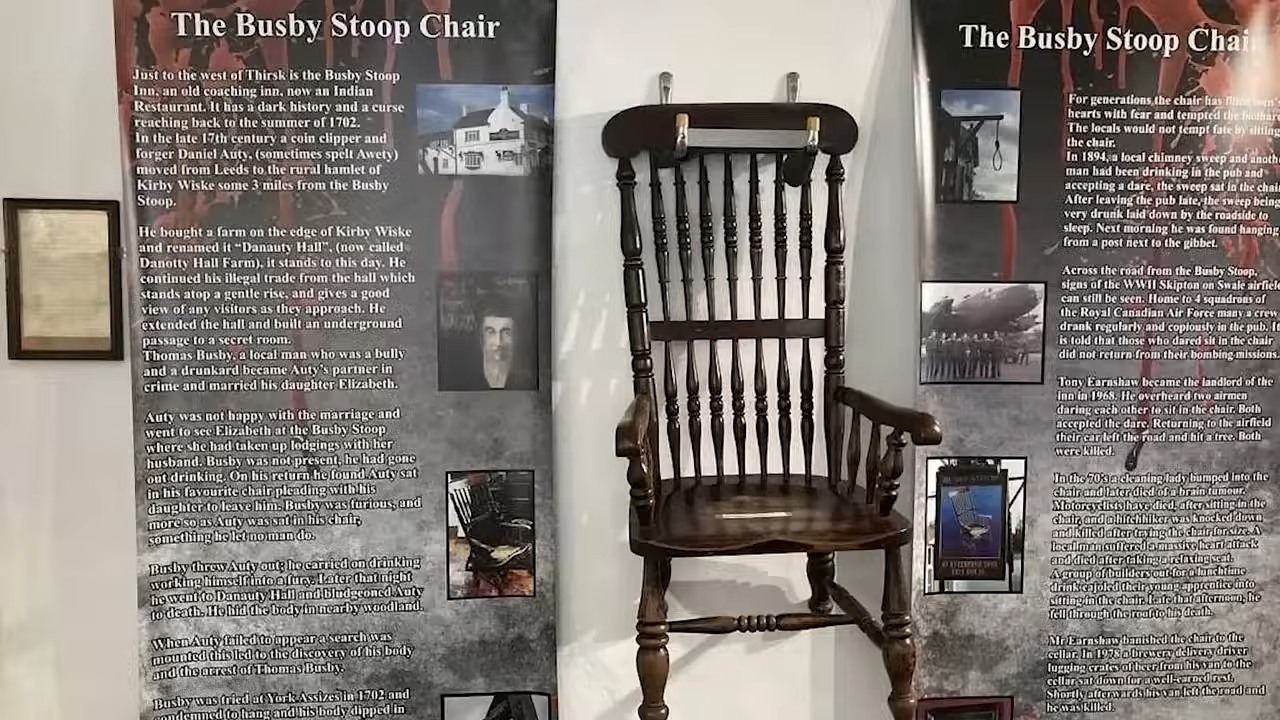 The Busby Stoop Chair
Just to the west of Thirsk is the Busby Stoop
Inn, an old coaching inn, now an Indian
Restaurant. It has a dark history and a curse
reaching back to the summer of 1702.
In the late 17th century a coin clipper and
forger Daniel Auty, (sometimes spelt Awety)
moved from Leeds to the rural hamlet of
Kirby Wiske some 3 miles from the Busby
Stoop.
He bought a farm on the edge of Kirby Wiske
and renamed it “Danauty Hall”, (now called
Danotty Hall Farm), it stands to this day. He
continued his illegal trade from the hall which
stands atop a gentle rise, and gives a good
view of any visitors as they approach. He
extended the hall and built an underground
passage to a secret room.
Thomas Busby, a local man who was a bully
and a drunkard became Auty's partner in
crime and married his daughter Elizabeth.
Auty was not happy with the marriage and
went to see Elizabeth at the Busby Stoop
where she had taken up lodgings with her
husband. Busby was not present, he had gone
out drinking. On his return he found Auty sat
in his favourite chair pleading with his
daughter to leave him. Busby was furious, and
more so as Auty was sat in his chair,
something he let no man do.
Busby threw Auty out; he carried on drinking
working himself into a fury. Later that night
he went to Danauty Hall and bludgeoned Auty
to death. He hid the body in nearby woodland.
When Auty failed to appear a search was
mounted this led to the discovery of his body
and the arrest of Thomas Busby.
Busby was tried at York Assizes in 1702 and
condemned to hang and his body dipped in
The Busby Stoop Chai
For generations the chair has filled men's
hearts with fear and tempted the
The locals would not tempt fate by sitting
the chair.
In 1894, a local chimney sweep and anoth
man had been drinking in the pub and
accepting a dare, the sweep sat in the chai
After leaving the pub late, the sweep being
very drunk laid down by the roadside to
sleep. Next morning he was found hanging
from a post next to the gibbet.
Across the road from the Busby Stoop,
signs of the WWII Skipton on Swale airfield
can still be seen. Home to 4 squadrons of
the Royal Canadian Air Force many a crew
drank regularly and copiously in the pub. I
is told that those who dared sit in the chair
did not return from their bombing missions.
Tony Earnshaw became the landlord of the
inn in 1968. He overheard two airmen
daring each other to sit in the chair. Both
accepted the dare. Returning to the airfield
their car left the road and hit a tree. Both
were killed.
In the 70's a cleaning lady bumped into the
chair and later died of a brain tumour.
Motorcyclists have died, after sitting in the
chair, and a hitchhiker was knocked down
and killed after trying the chair for size. A
local man suffered a massive heart attack
and died after taking a relaxing seat.
A group of builders out for a lunchtime
drink cajoled their young apprentice into
sitting in the chair. Late that afternoon, he
fell through the roof to his death.
Mr Earnshaw banished the chair to the
cellar. In 1978 a brewery delivery driver
lugging crates of beer from his van to the
cellar sat down for a well-earned rest.
Shortly afterwards his van left the road and
he was killed.